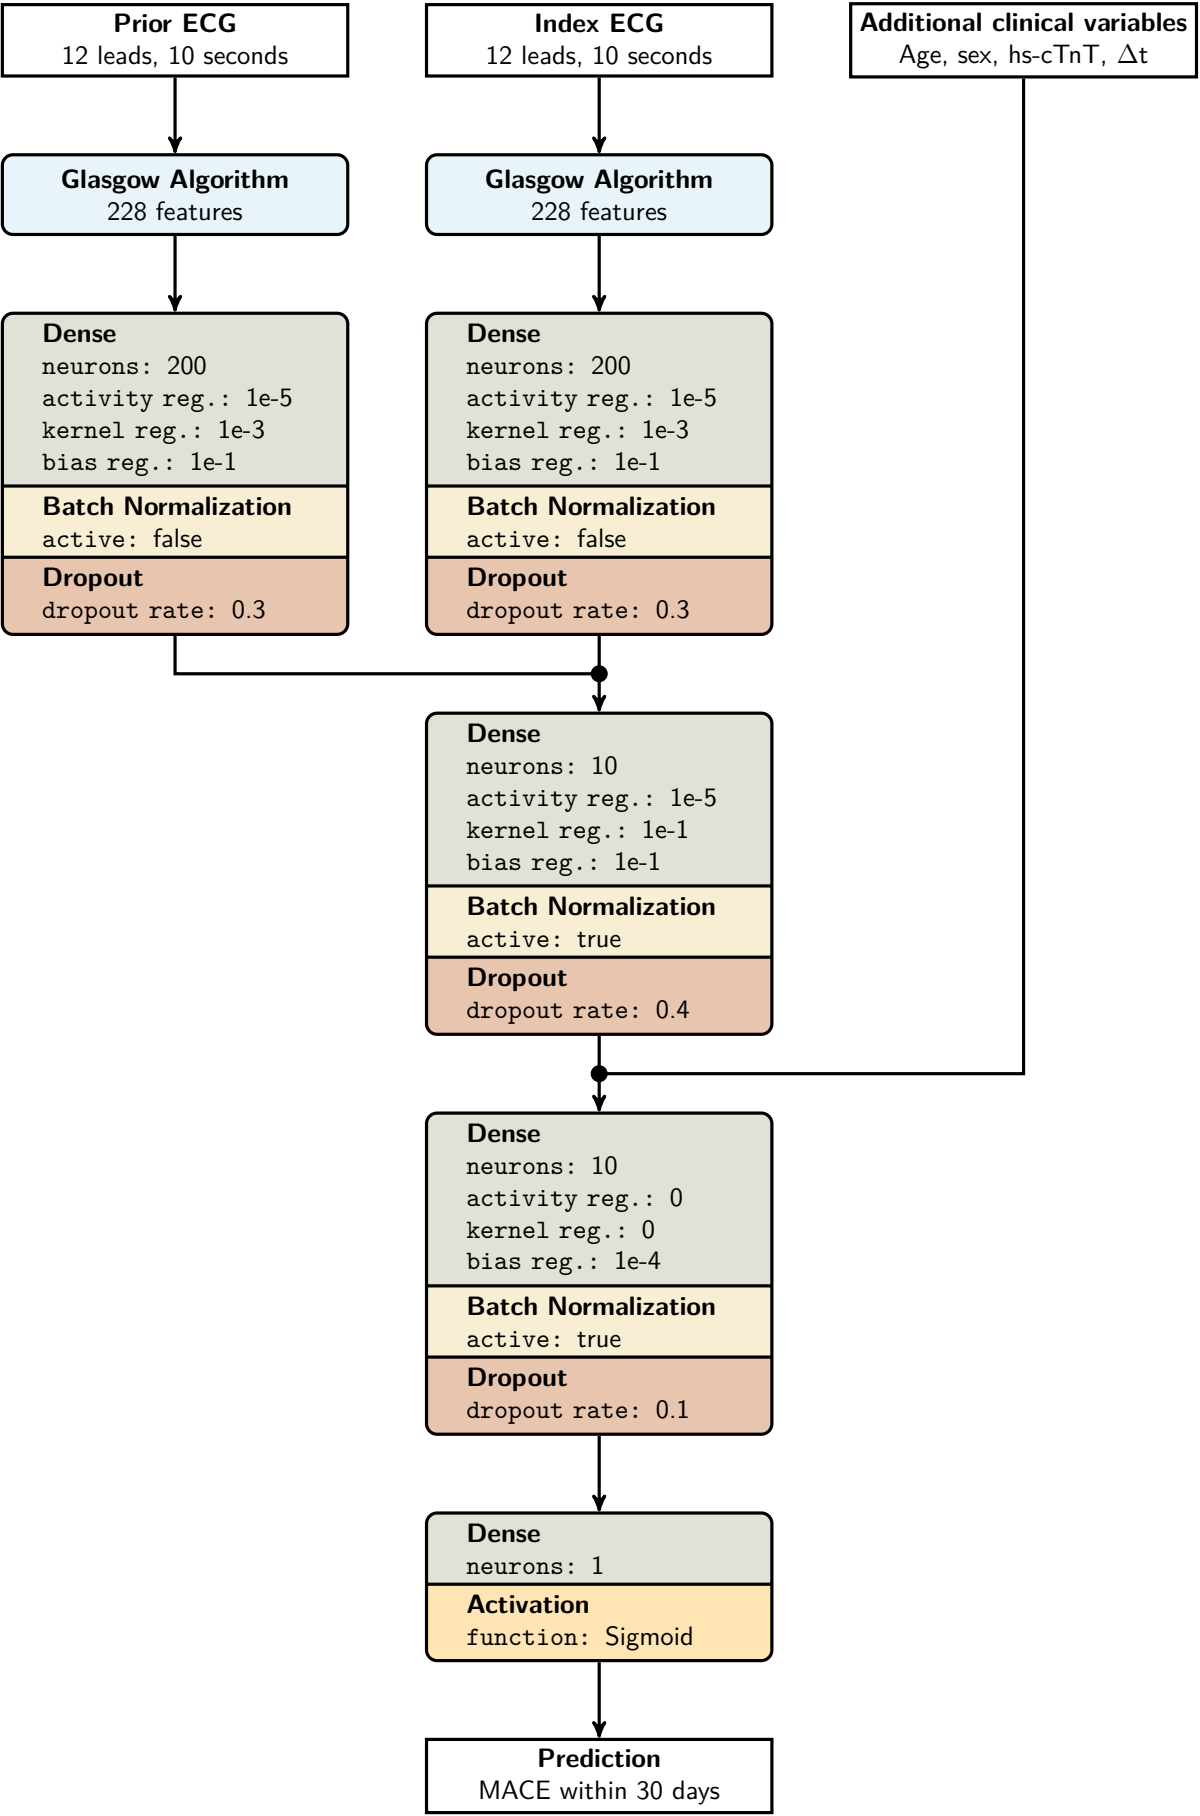 Prior ECG
12 leads, 10 seconds
Index ECG
12 leads, 10 seconds
Additional clinical variables
Age, sex, hs-cTnT, Δt
Glasgow Algorithm
228 features
Glasgow Algorithm
228 features
Dense
neurons: 200
activity reg.: 1e-5
kernel reg.: 1e-3
bias reg.: 1e-1
Batch Normalization
active: false
Dropout
dropout rate: 0.3
Dense
neurons: 200
activity reg.: 1e-5
kernel reg.: 1e-3
bias reg.: 1e-1
Batch Normalization
active: false
Dropout
dropout rate: 0.3
Dense
neurons: 10
activity reg.: 1e-5
kernel reg.: 1e-1
bias reg.: 1e-1
Batch Normalization
active: true
Dropout
dropout rate: 0.4
Dense
neurons: 10
activity reg.: 0
kernel reg.: 0
bias reg.: 1e-4
Batch Normalization
active: true
Dropout
dropout rate: 0.1
Dense
neurons: 1
Activation
function: Sigmoid
Prediction
MACE within 30 days